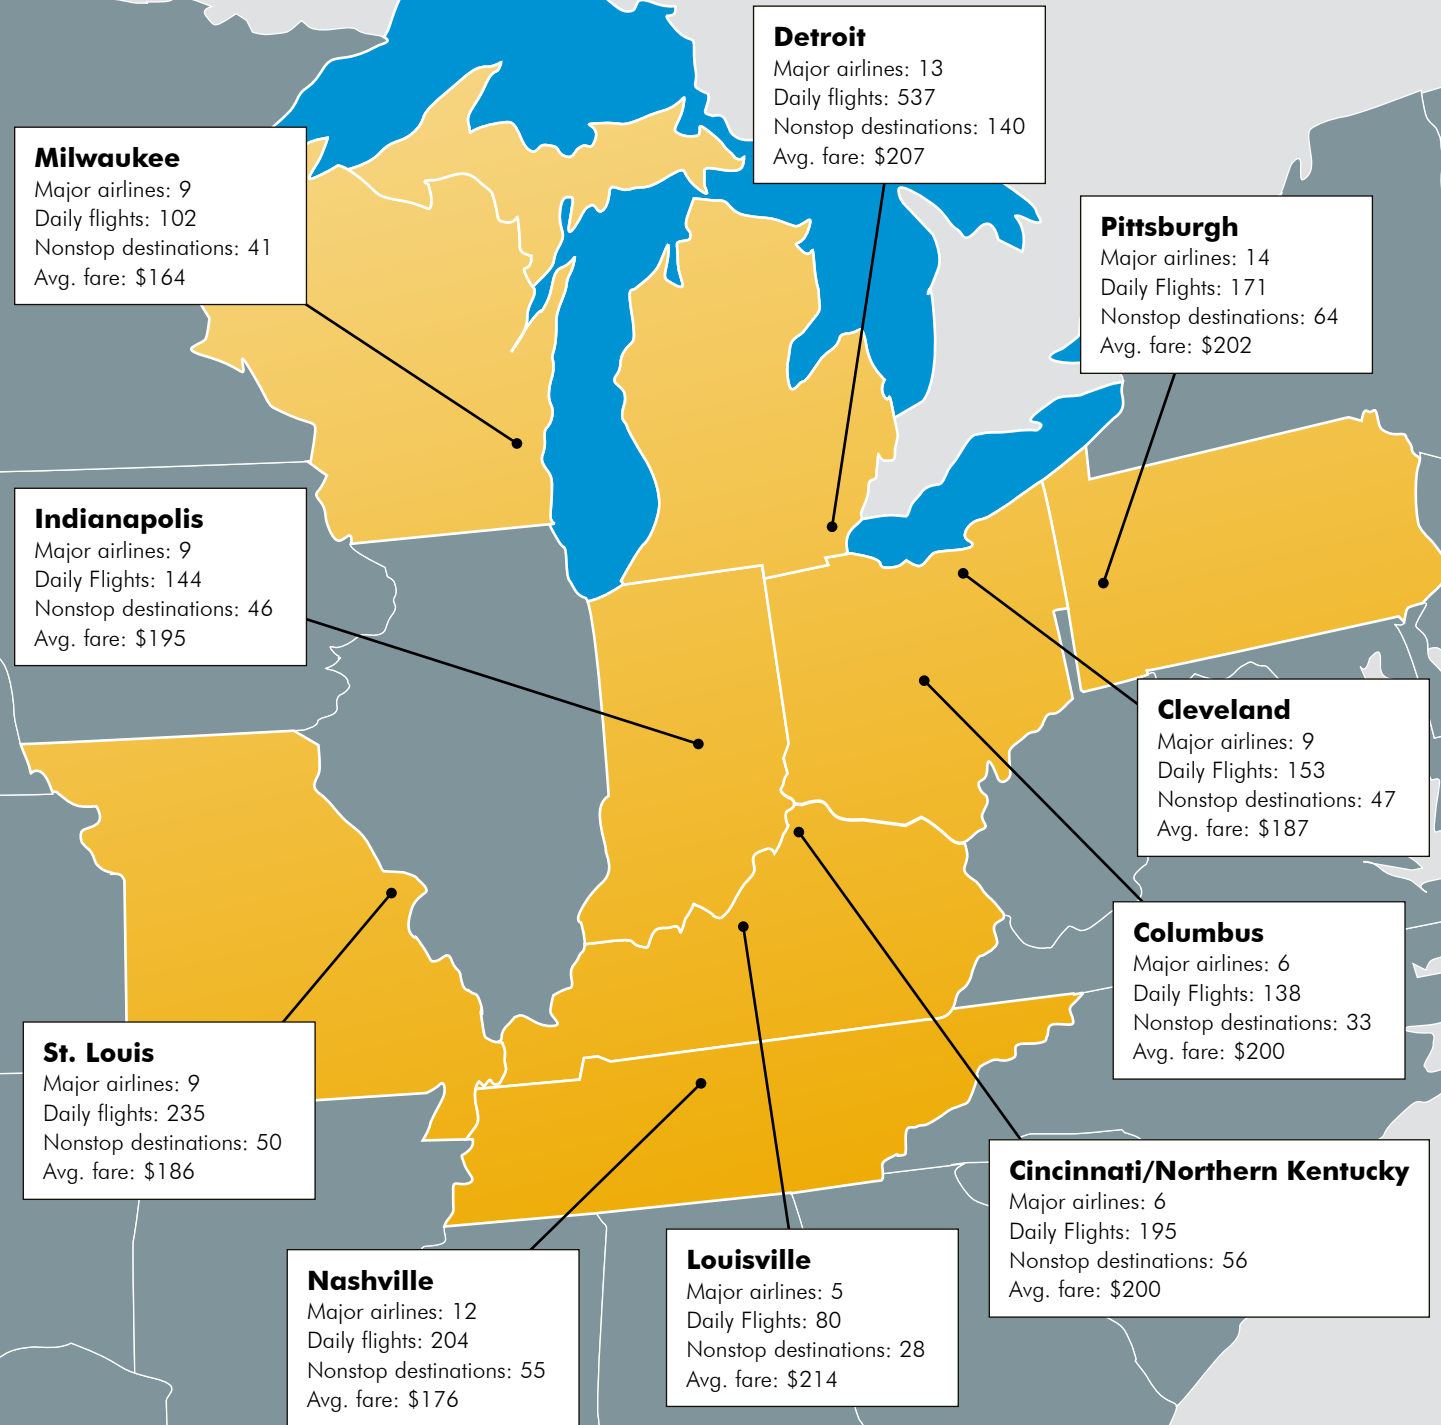 Detroit
Major airlines: 13
Daily flights: 537
Nonstop destinations: 140
Avg. fare: $207
Milwaukee
Major airlines: 9
Daily flights: 102
Nonstop destinations: 41
Avg. fare: $164
Pittsburgh
Major airlines: 14
Daily Flights: 171
Nonstop destinations: 64
Avg. fare: $202
Indianapolis
Major airlines: 9
Daily Flights: 144
Nonstop destinations: 46
Avg. fare: $195
Cleveland
Major airlines: 9
Daily Flights: 153
Nonstop destinations: 47
Avg. fare: $187
Columbus
Major airlines: 6
Daily Flights: 138
Nonstop destinations: 33
Avg. fare: $200
St. Louis
Major airlines: 9
Daily flights: 235
Nonstop destinations: 50
Avg. fare: $186
Cincinnati/Northern Kentucky
Major airlines: 6
Daily Flights: 195
Nonstop destinations: 56
Avg. fare: $200
Louisville
Major airlines: 5
Daily Flights: 80
Nonstop destinations: 28
Avg. fare: $214
Nashville
Major airlines: 12
Daily flights: 204
Nonstop destinations: 55
Avg. fare: $176